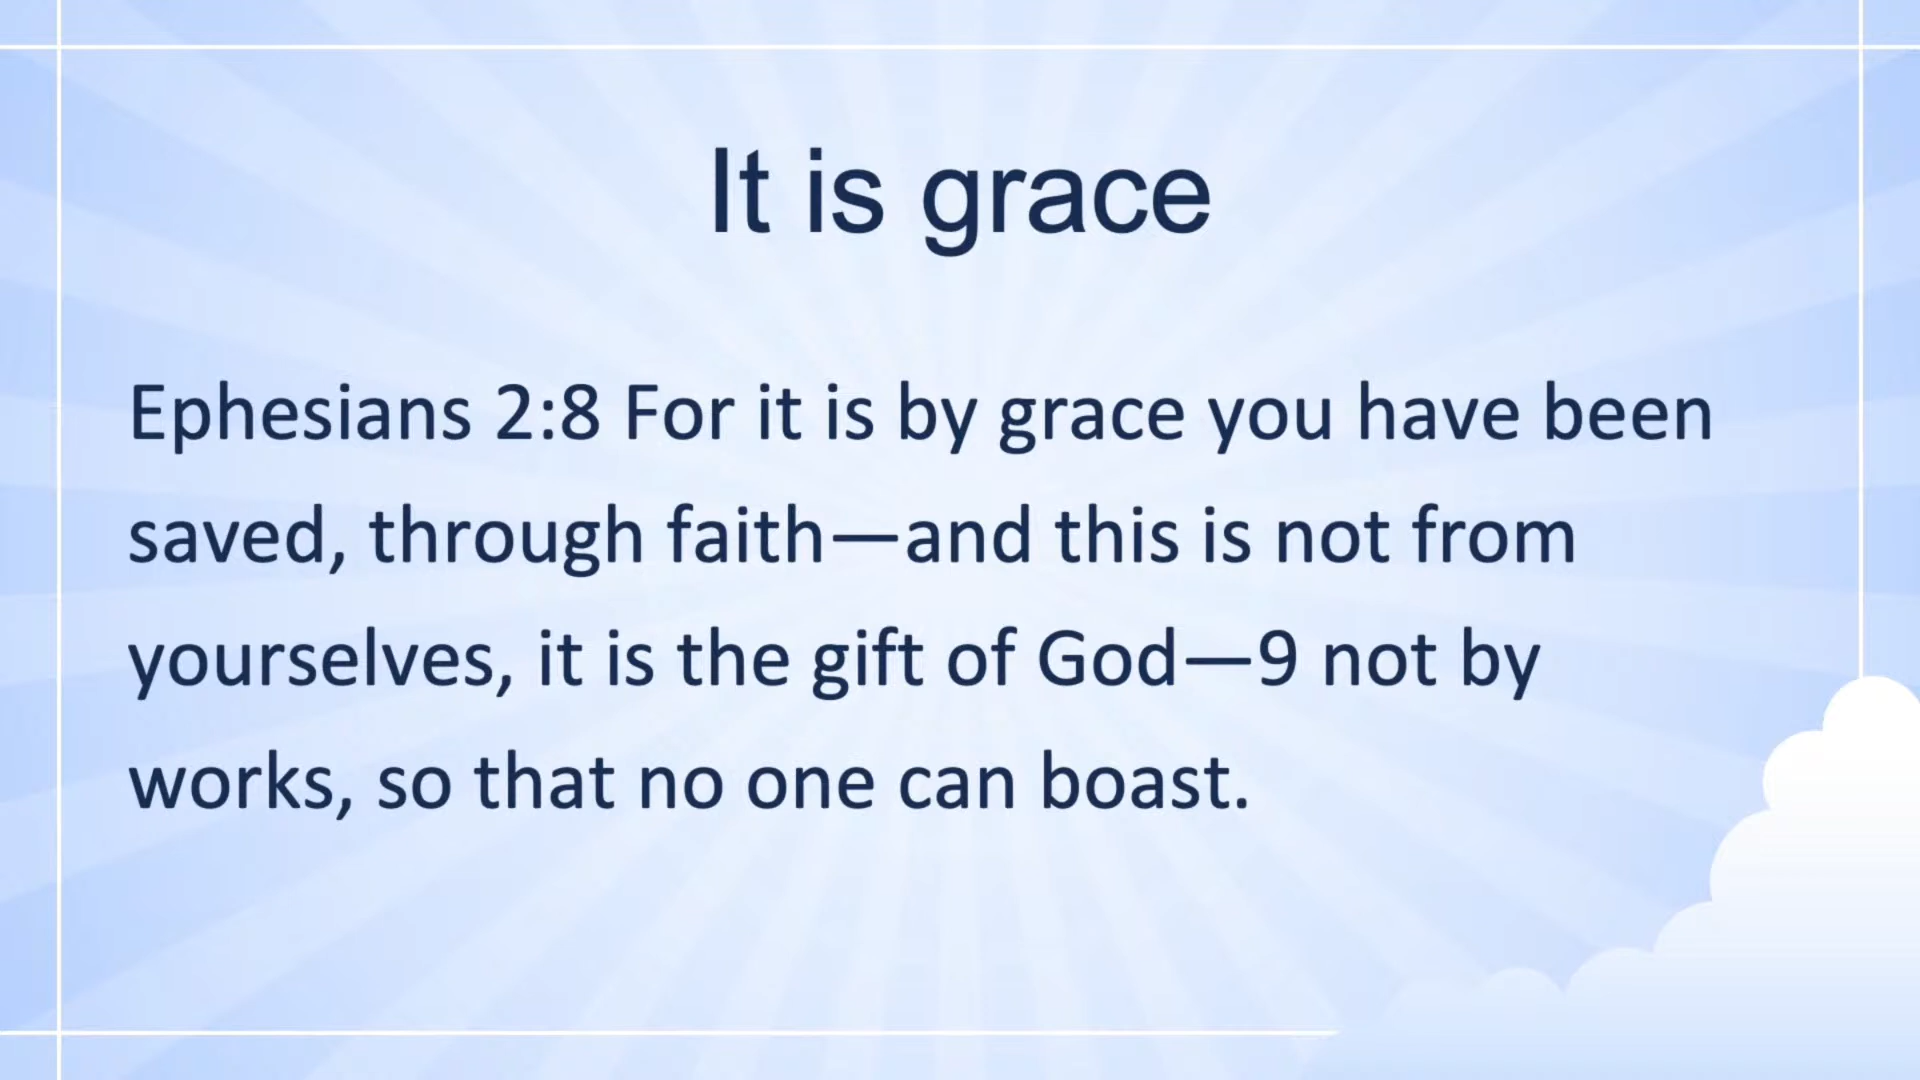 It is grace
Ephesians 2:8 For it is by grace you have been
saved, through faith—and this is not from
yourselves, it is the gift of God—9 not by
works, so that no one can boast.